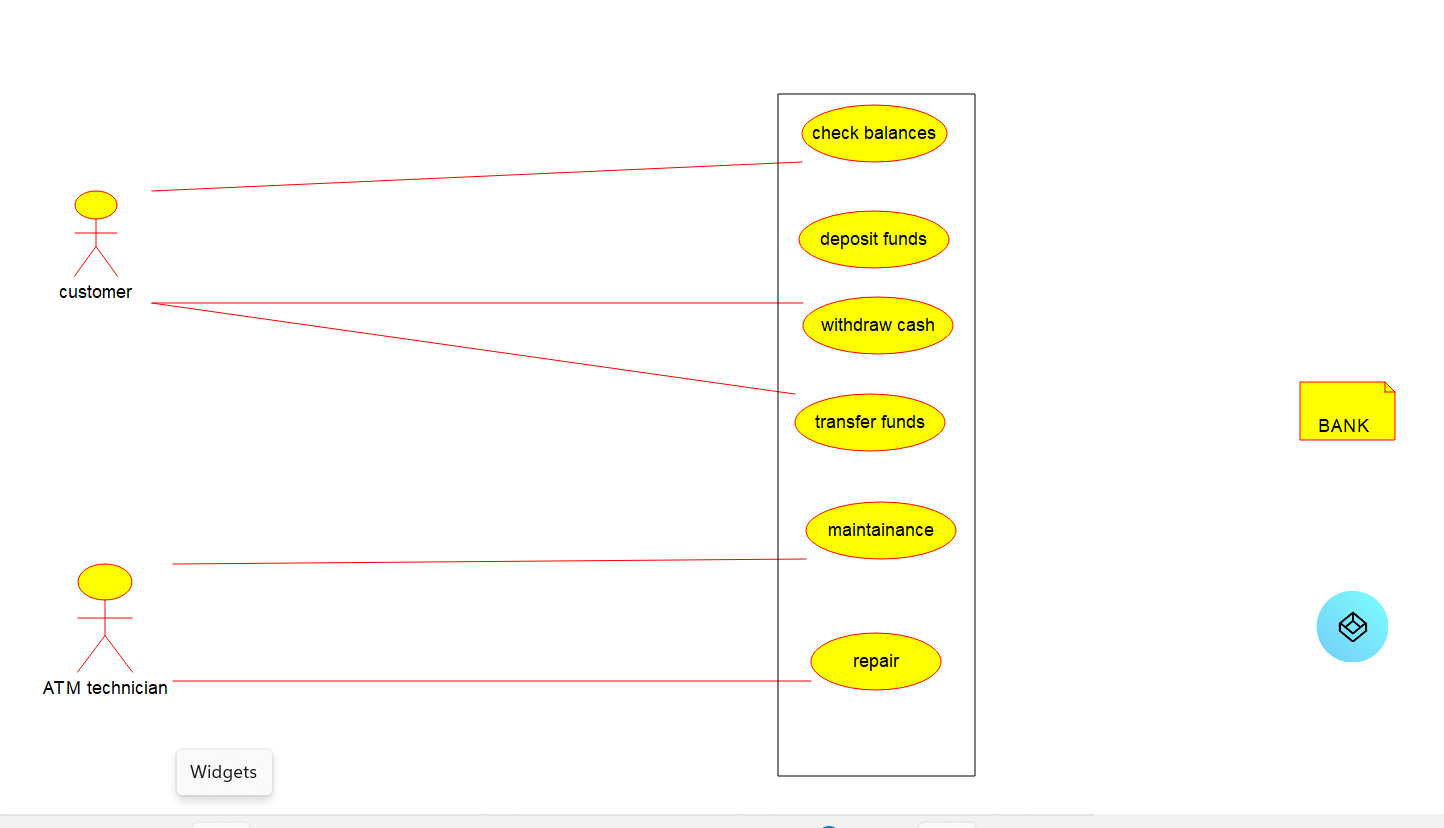 check balances
deposit funds
customer
withdraw cash
transfer funds
BANK
maintainance
repair
ATM technician
Widgets